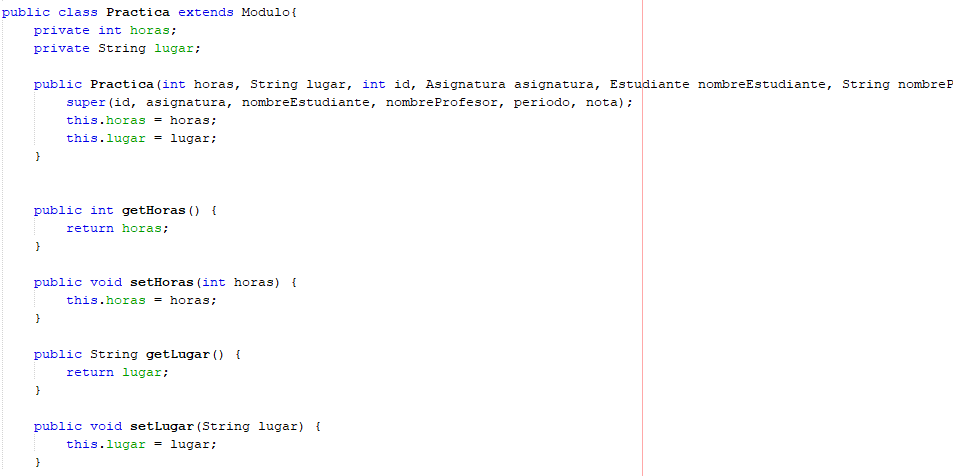 public class Practica extends Modulo{
private int horas;
private String lugar;
public Practica(int horas, String lugar, int id, Asignatura asignatura, Estudiante nombreEstudiante, String nombreP
super(id, asignatura, nombreEstudiante, nombreProfesor, periodo, nota);
this.horas = horas;
this.lugar = lugar;
}
public int getHoras() {
return horas;
}
public void setHoras(int horas) {
this.horas = horas;
}
public String getLugar() {
return lugar;
}
public void setLugar(String lugar) {
this.lugar = lugar;
}